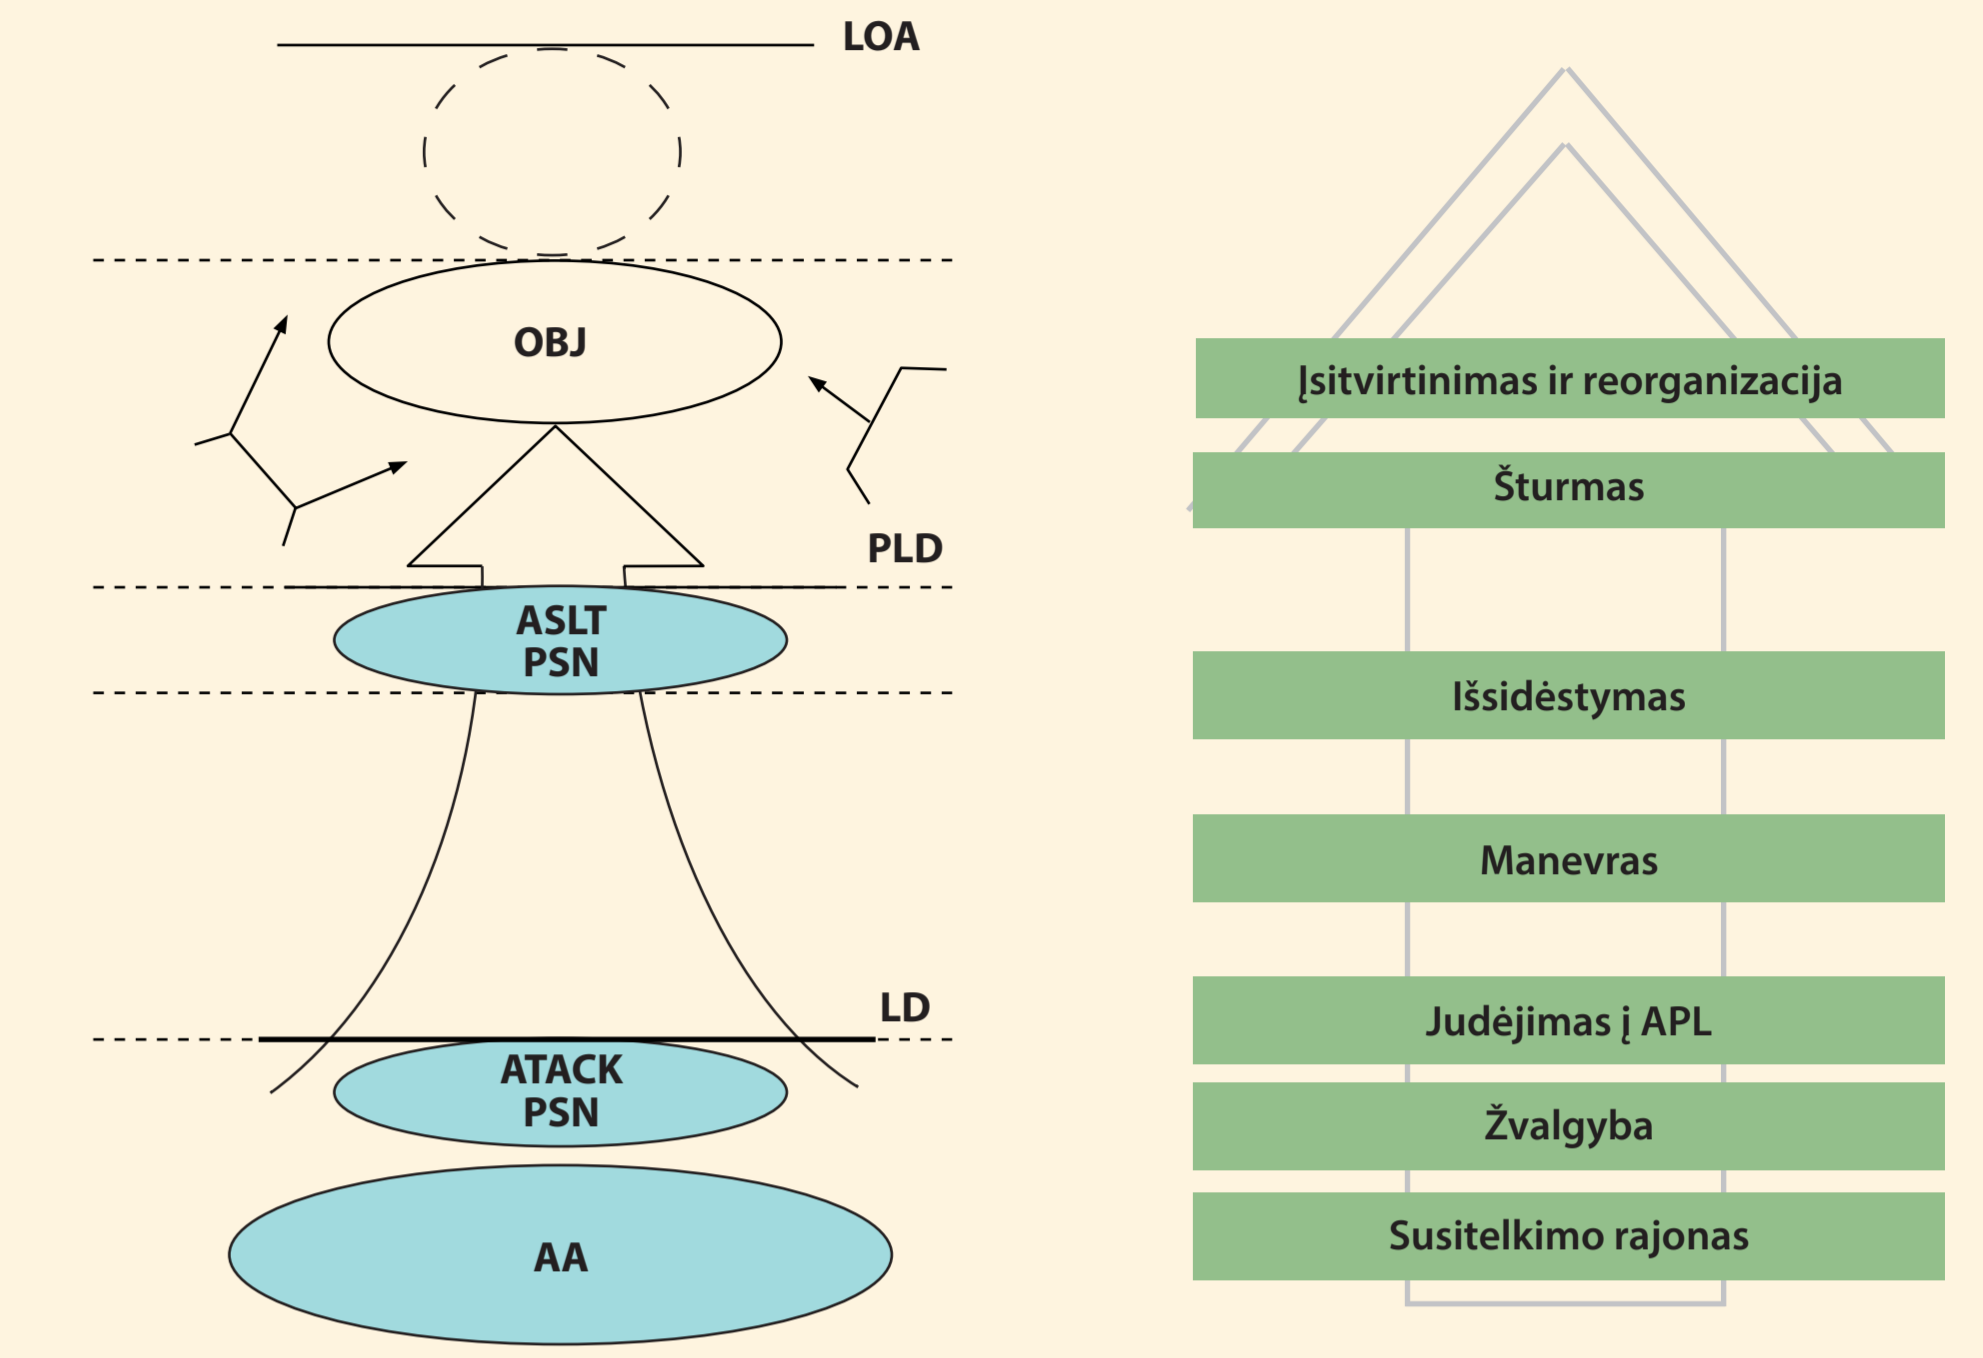 LOA
OBJ
PLD
ASLT
PSN
LD
ATACK
PSN
AA
Įsitvirtinimas ir reorganizacija
Šturmas
Išsidėstymas
Manevras
Judėjimas į APL
Žvalgyba
Susitelkimo rajonas